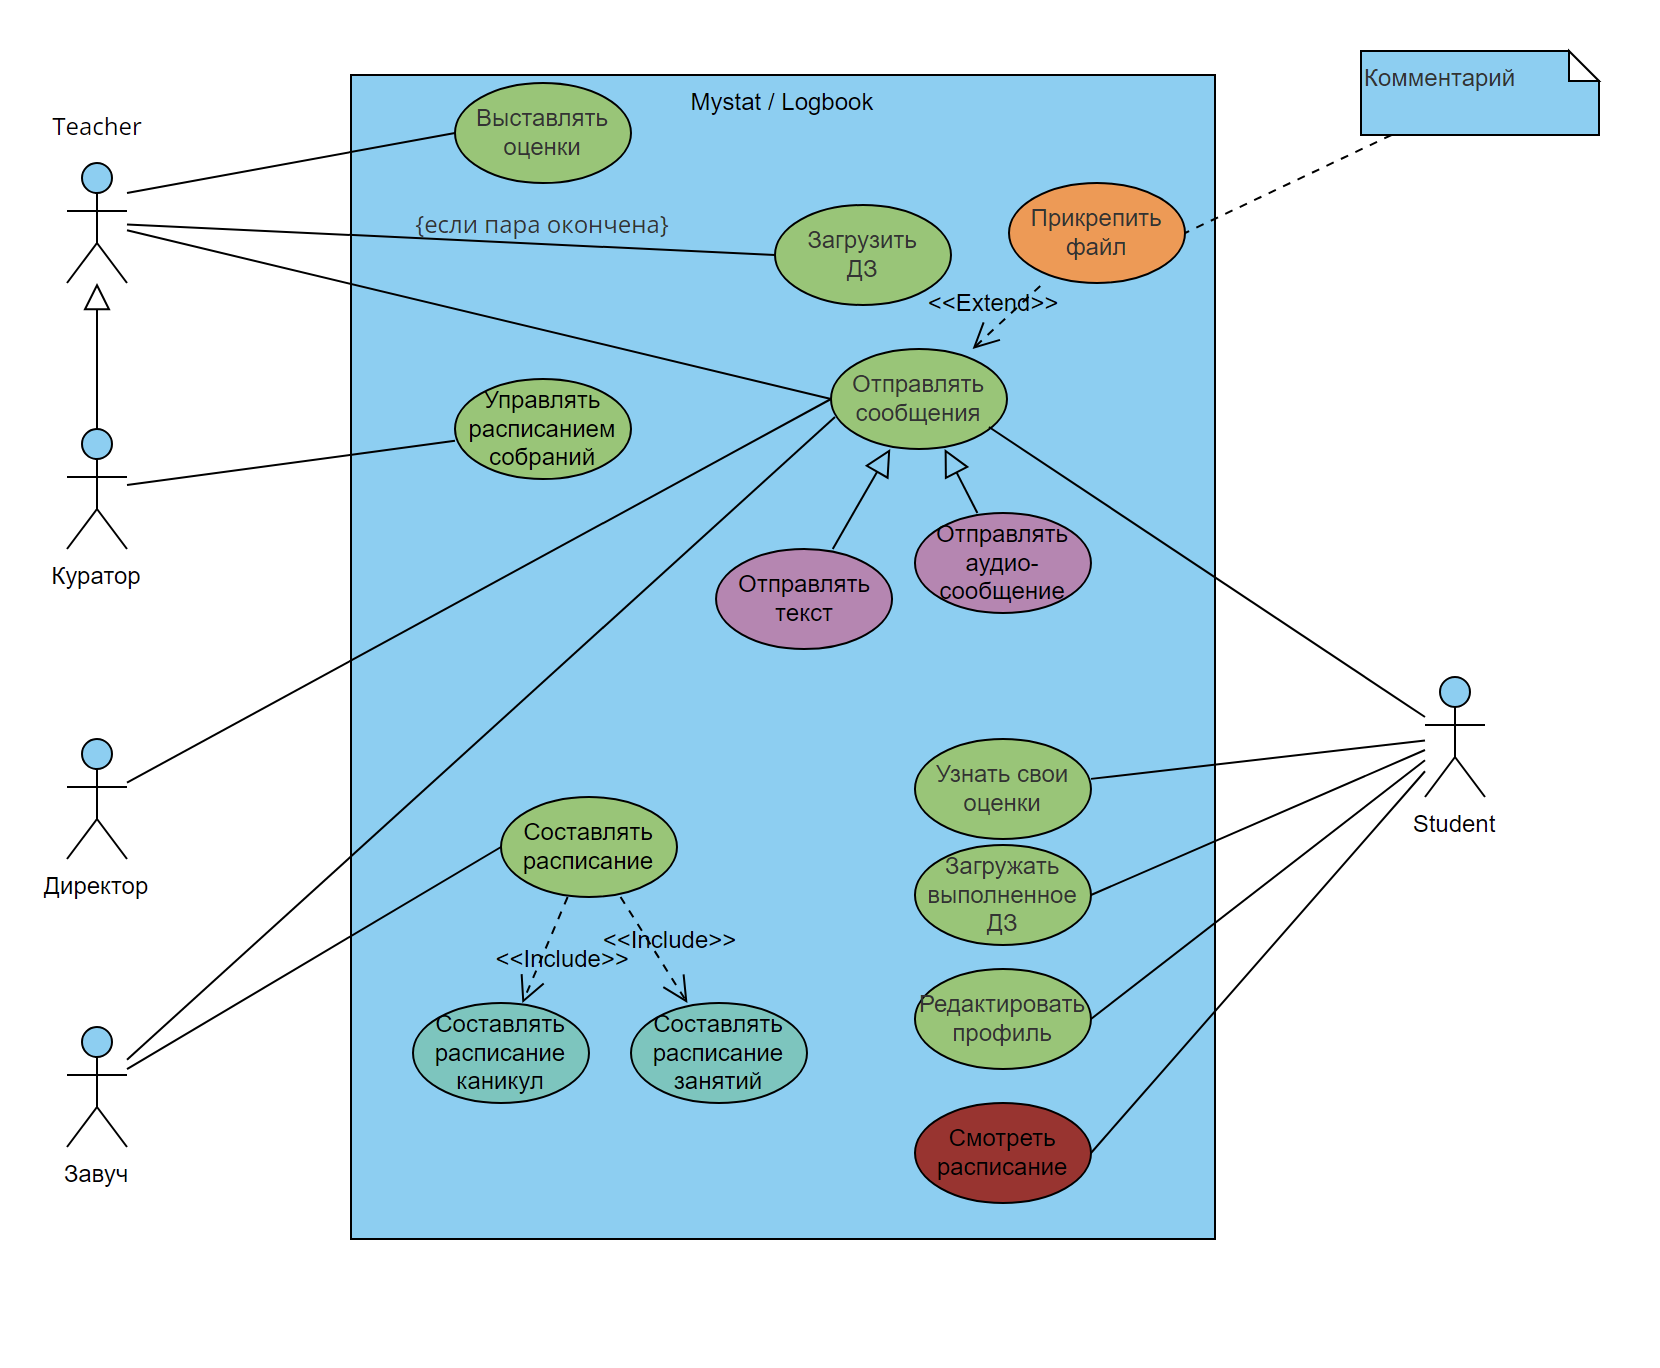 Комментарий
Mystat / Logbook
Teacher
Выставлять
оценки
{если пара окончена}
Загрузить
ДЗ
Прикрепить
файл
<<Extend>>
Отправлять
сообщения
Управлять
расписанием
собраний
Куратор
Отправлять
текст
Отправлять
аудио-
сообщение
Директор
Составлять
расписание
<<Include>>
<<Include>>
Составлять
расписание
каникул
Составлять
расписание
занятий
Завуч
Узнать свои
оценки
Загружать
выполненное
ДЗ
Редактировать
профиль
Смотреть
расписание
Student